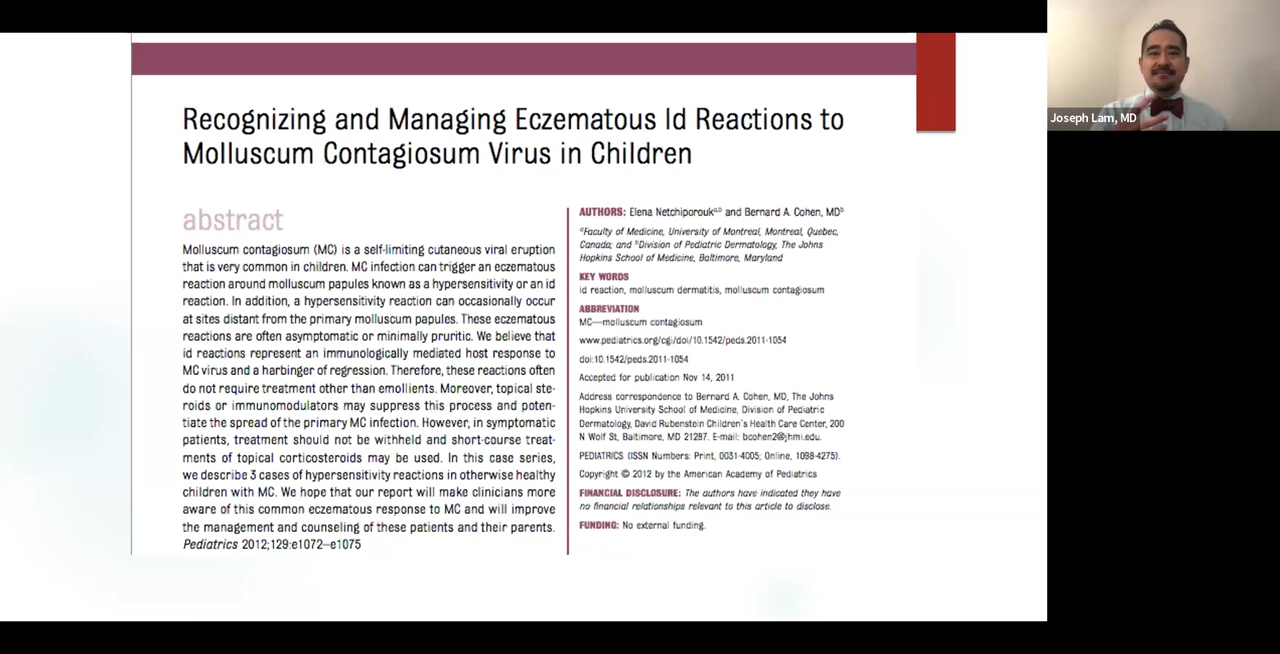 Recognizing and Managing Eczematous Id Reactions to
Molluscum Contagiosum Virus in Children
abstract
Molluscum contagiosum (MC) is a self-limiting cutaneous viral eruption
that is very common in children. MC infection can trigger an eczematous
reaction around molluscum papules known as a hypersensitivity or an id
reaction. In addition, a hypersensitivity reaction can occasionally occur
at sites distant from the primary molluscum papules. These eczematous
reactions are often asymptomatic or minimally pruritic. We believe that
id reactions represent an immunologically mediated host response to
MC virus and a harbinger of regression. Therefore, these reactions often
do not require treatment other than emollients. Moreover, topical ste-
roids or immunomodulators may suppress this process and poten-
tiate the spread of the primary MC infection. However, in symptomatic
patients, treatment should not be withheld and short-course treat-
ments of topical corticosteroids may be used. In this case series,
we describe 3 cases of hypersensitivity reactions in otherwise healthy
children with MC. We hope that our report will make clinicians more
aware of this common eczematous response to MC and will improve
the management and counseling of these patients and their parents.
Pediatrics 2012;129:e1072–e1075
AUTHORS: Elena Netchiporouk^a,b and Bernard A. Cohen, MD^b
^aFaculty of Medicine, University of Montreal, Montreal, Quebec,
Canada; and ^bDivision of Pediatric Dermatology, The Johns
Hopkins School of Medicine, Baltimore, Maryland
KEY WORDS
id reaction, molluscum dermatitis, molluscum contagiosum
ABBREVIATION
MC—molluscum contagiosum
www.pediatrics.org/cgi/doi/10.1542/peds.2011-1054
doi:10.1542/peds.2011-1054
Accepted for publication Nov 14, 2011
Address correspondence to Bernard A. Cohen, MD, The Johns
Hopkins University School of Medicine, Division of Pediatric
Dermatology, David Rubenstein Children's Health Care Center, 200
N Wolf St, Baltimore, MD 21287. E-mail: bcohen2@jhmi.edu.
PEDIATRICS (ISSN Numbers: Print, 0031-4005; Online, 1098-4275).
Copyright © 2012 by the American Academy of Pediatrics
FINANCIAL DISCLOSURE: The authors have indicated they have
no financial relationships relevant to this article to disclose.
FUNDING: No external funding.
Joseph Lam, MD